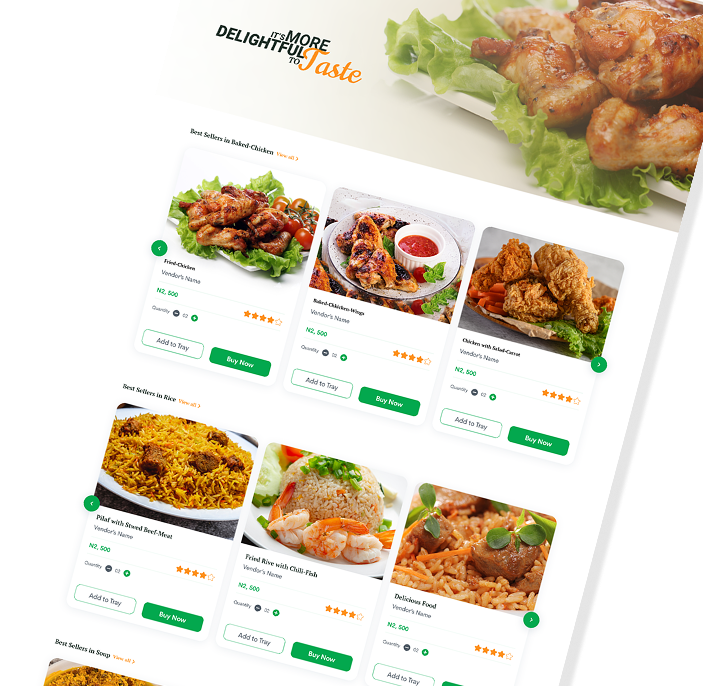 IT'S MORE
DELIGHTFUL
TO Taste
Best Sellers in Baked-Chicken View all
Fried-Chicken
Vendor's Name
N2, 500
Quantity 02
Add to Tray
Buy Now
Baked-Chkicken-Wings
Vendor's Name
N2, 500
Quantity 02
Add to Tray
Buy Now
Chicken with Salad-Carrot
Vendor's Name
N2, 500
Quantity 02
Add to Tray
Buy Now
Best Sellers in Rice View all
Pilaf with Stwed Beef-Meat
Vendor's Name
N2, 500
Quantity 02
Add to Tray
Buy Now
Fried Rive with Chili-Fish
Vendor's Name
N2, 500
Quantity 02
Add to Tray
Buy Now
Delicious Food
Vendor's Name
N2, 500
Quantity 02
Add to Tray
Best Sellers in Soup View all